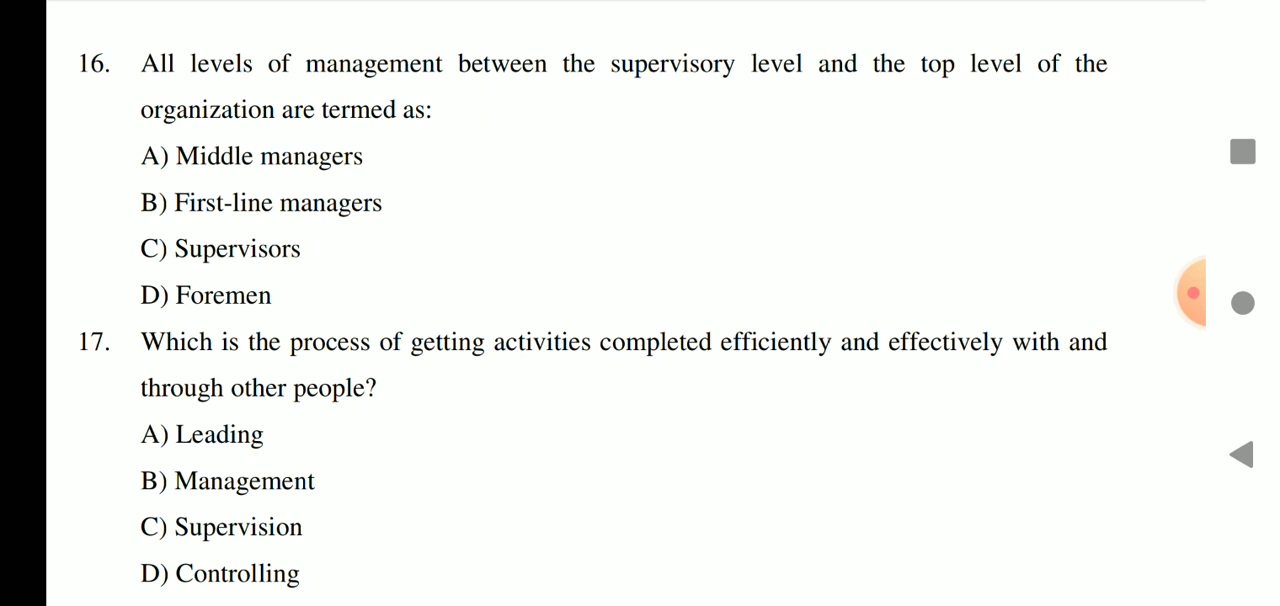 16. All levels of management between the supervisory level and the top level of the
organization are termed as:
A) Middle managers
B) First-line managers
C) Supervisors
D) Foremen
17. Which is the process of getting activities completed efficiently and effectively with and
through other people?
A) Leading
B) Management
C) Supervision
D) Controlling